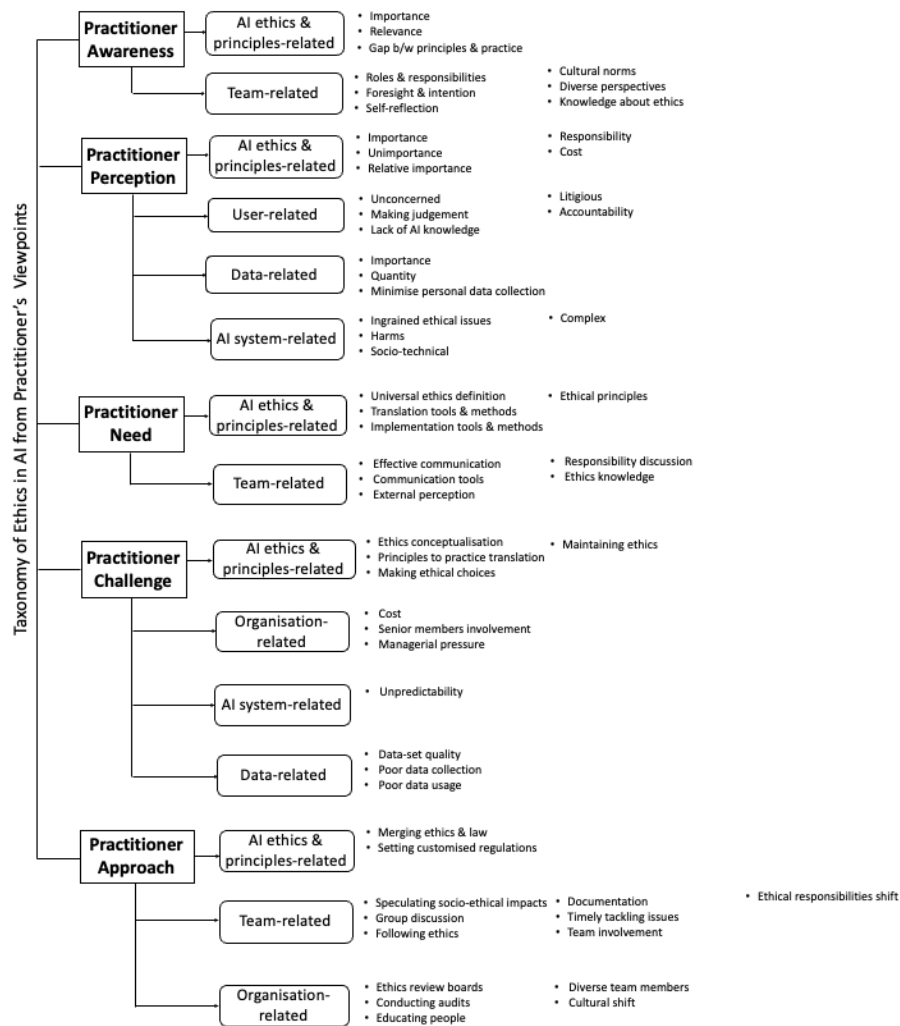 Taxonomy of Ethics in AI from Practitioner's Viewpoints
Practitioner
Awareness
AI ethics &
principles-related
• Importance
• Relevance
• Gap b/w principles & practice
Team-related
• Roles & responsibilities
• Foresight & intention
• Self-reflection
• Cultural norms
• Diverse perspectives
• Knowledge about ethics
Practitioner
Perception
AI ethics &
principles-related
• Importance
• Unimportance
• Relative importance
• Responsibility
• Cost
User-related
• Unconcerned
• Making judgement
• Lack of AI knowledge
• Litigious
• Accountability
Data-related
• Importance
• Quantity
• Minimise personal data collection
AI system-related
• Ingrained ethical issues
• Harms
• Socio-technical
• Complex
Practitioner
Need
AI ethics &
principles-related
• Universal ethics definition
• Translation tools & methods
• Implementation tools & methods
• Ethical principles
Team-related
• Effective communication
• Communication tools
• External perception
• Responsibility discussion
• Ethics knowledge
Practitioner
Challenge
AI ethics &
principles-related
• Ethics conceptualisation
• Principles to practice translation
• Making ethical choices
• Maintaining ethics
Organisation-
related
• Cost
• Senior members involvement
• Managerial pressure
AI system-related
• Unpredictability
Data-related
• Data-set quality
• Poor data collection
• Poor data usage
Practitioner
Approach
AI ethics &
principles-related
• Merging ethics & law
• Setting customised regulations
Team-related
• Speculating socio-ethical impacts
• Group discussion
• Following ethics
• Documentation
• Timely tackling issues
• Team involvement
• Ethical responsibilities shift
Organisation-
related
• Ethics review boards
• Conducting audits
• Educating people
• Diverse team members
• Cultural shift